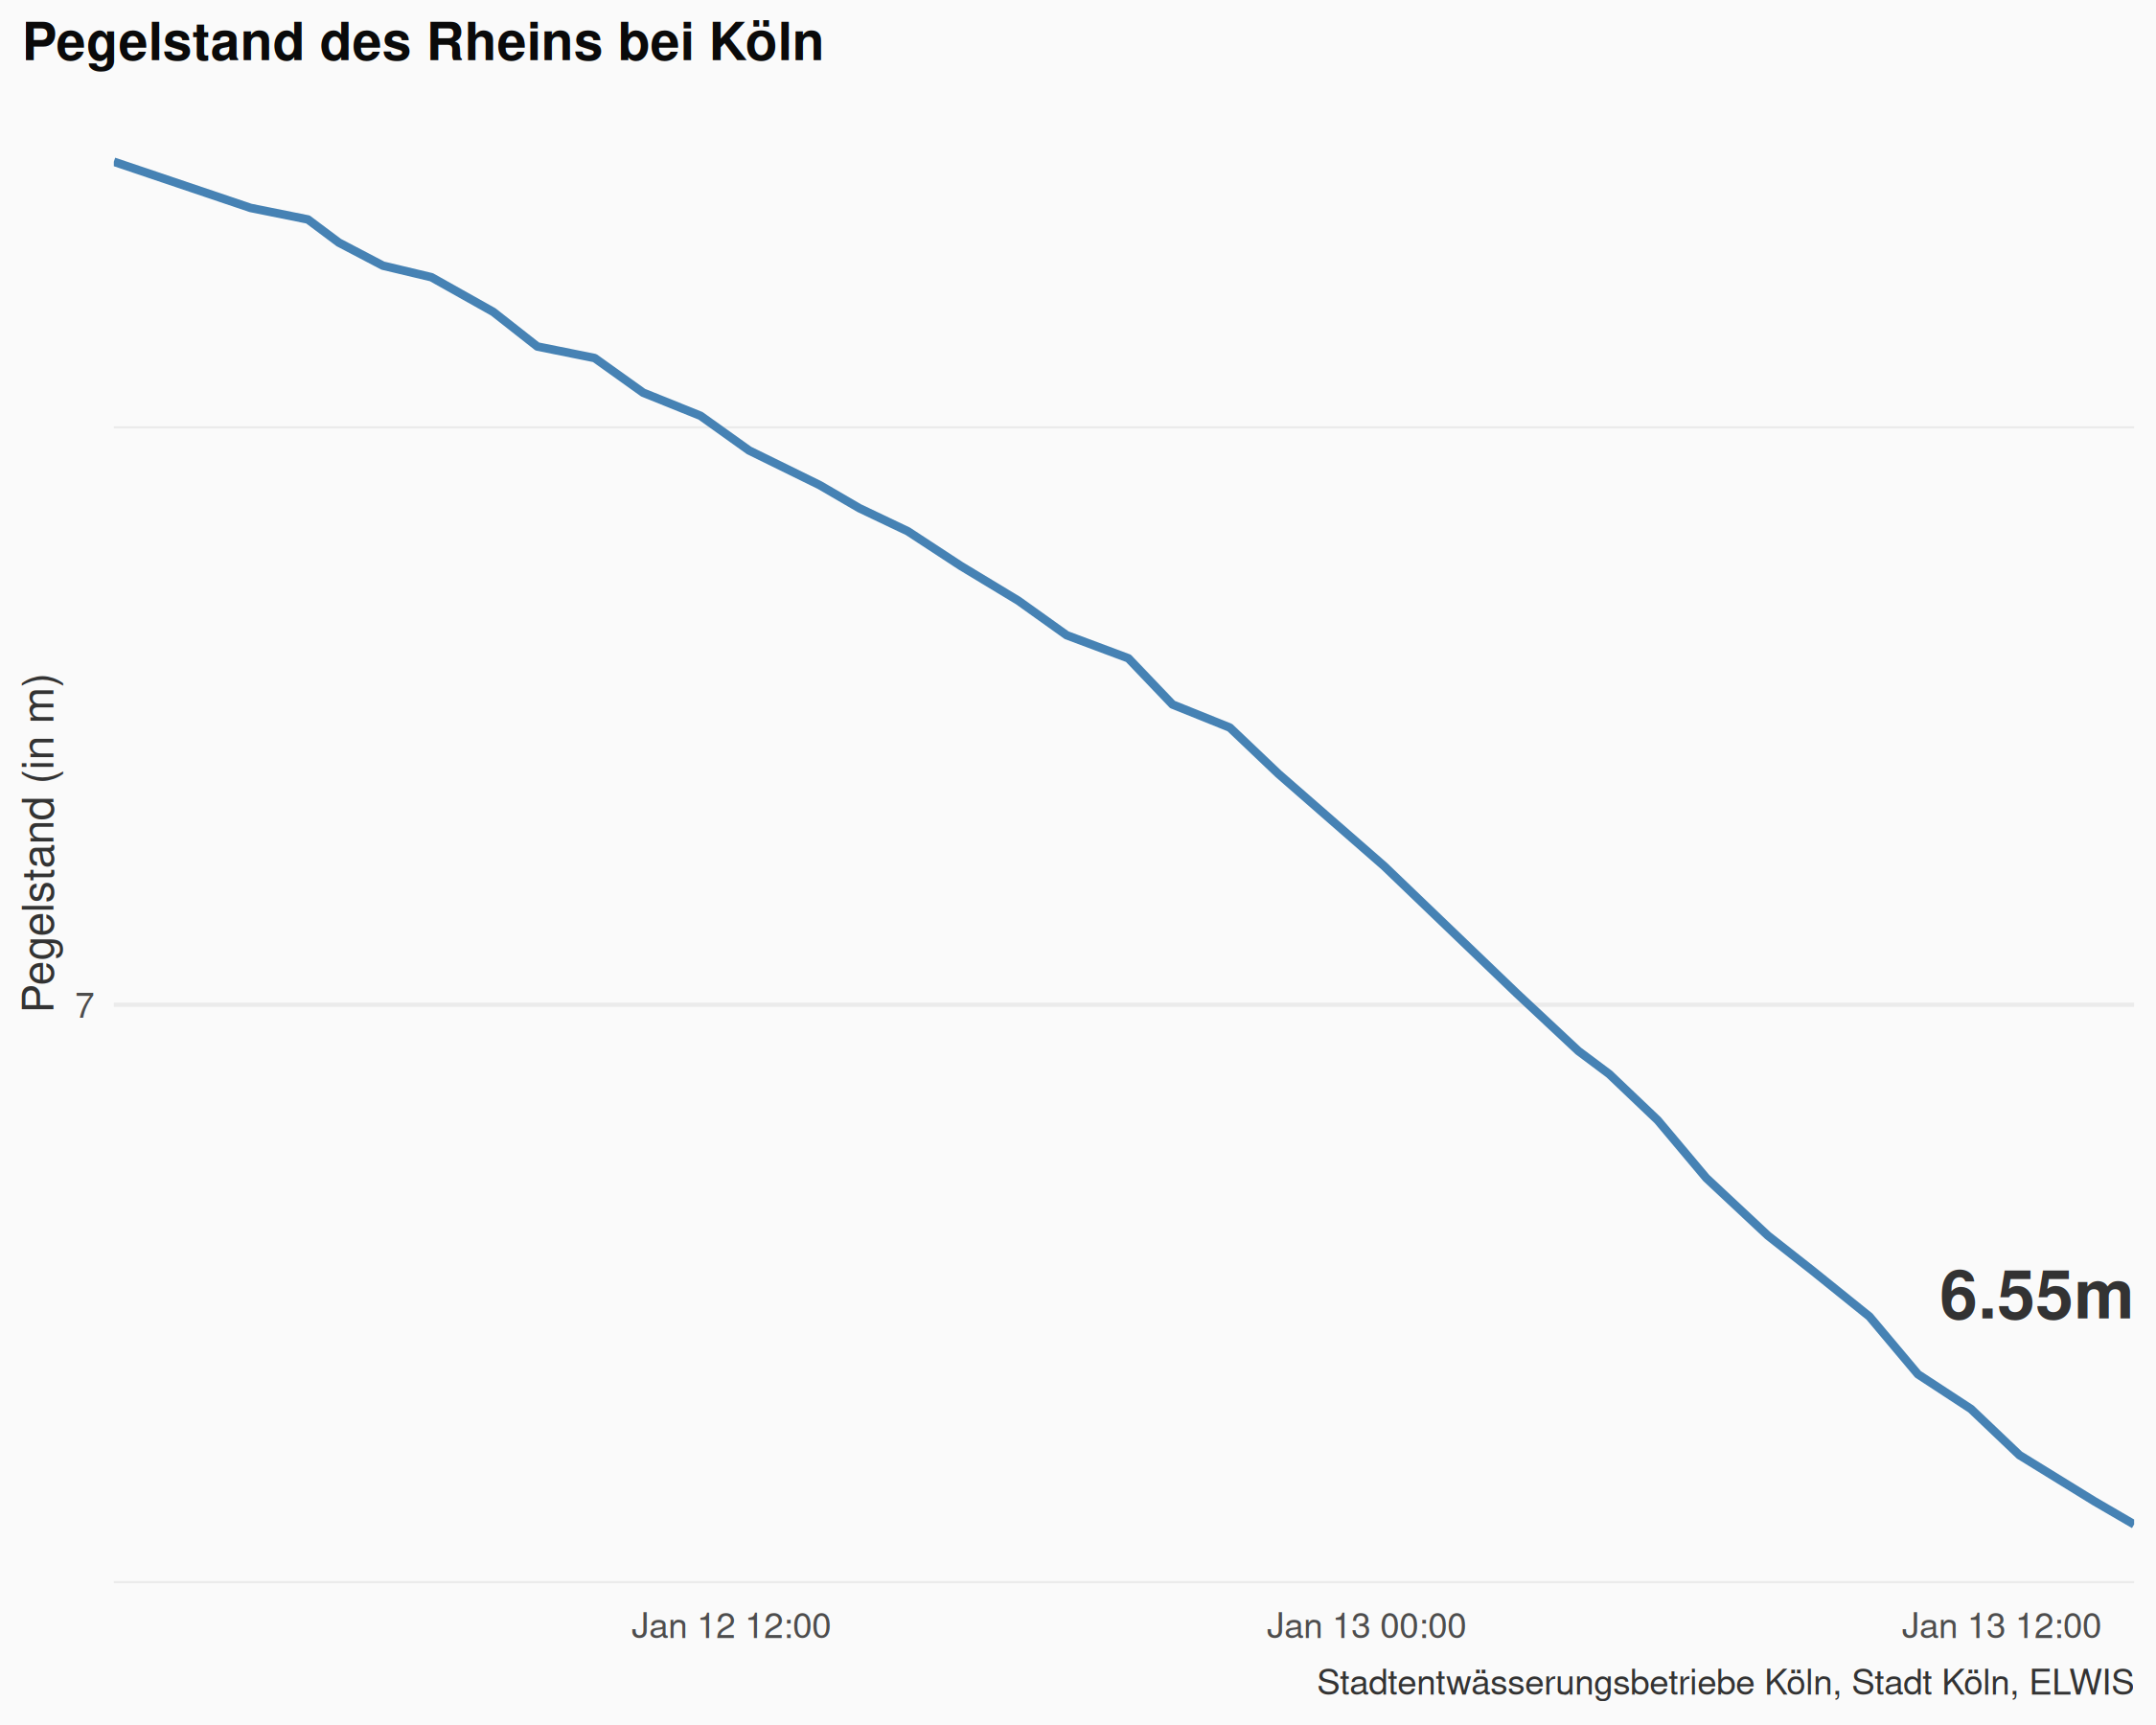 Pegelstand des Rheins bei Köln
Pegelstand (in m)
7
6.55m
Jan 12 12:00
Jan 13 00:00
Jan 13 12:00
Stadtentwässerungsbetriebe Köln, Stadt Köln, ELWIS